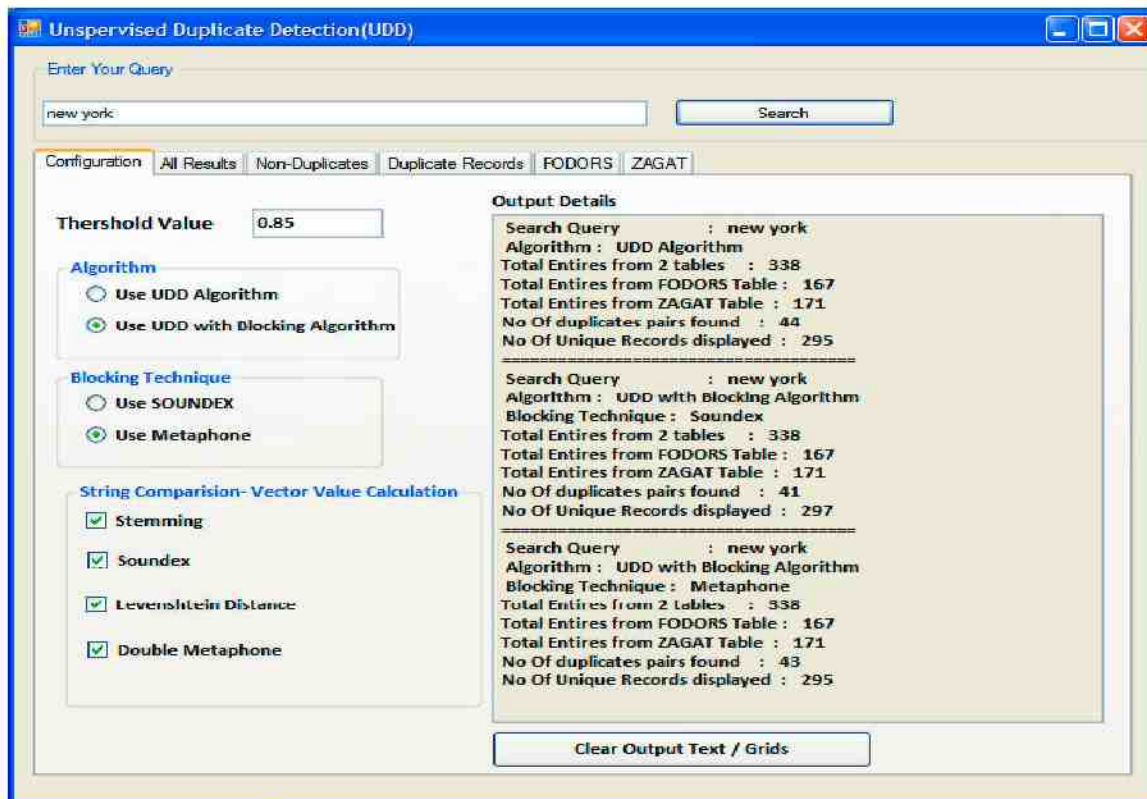 Unspervised Duplicate Detection(UDD)
Enter Your Query
new york
Search
Configuration
All Results
Non-Duplicates
Duplicate Records
FODORS
ZAGAT
Thershold Value
0.85
Algorithm
Use UDD Algorithm
Use UDD with Blocking Algorithm
Blocking Technique
Use SOUNDEX
Use Metaphone
String Comparision- Vector Value Calculation
Stemming
Soundex
Levenshtein Distance
Double Metaphone
Output Details
Search Query : new york
Algorithm : UDD Algorithm
Total Entires from 2 tables : 338
Total Entires from FODORS Table : 167
Total Entires from ZAGAT Table : 171
No Of duplicates pairs found : 44
No Of Unique Records displayed : 295
======================================
Search Query : new york
Algorithm : UDD with Blocking Algorithm
Blocking Technique : Soundex
Total Entires from 2 tables : 338
Total Entires from FODORS Table : 167
Total Entires from ZAGAT Table : 171
No Of duplicates pairs found : 41
No Of Unique Records displayed : 297
======================================
Search Query : new york
Algorithm : UDD with Blocking Algorithm
Blocking Technique : Metaphone
Total Entires from 2 tables : 338
Total Entires from FODORS Table : 167
Total Entires from ZAGAT Table : 171
No Of duplicates pairs found : 43
No Of Unique Records displayed : 295
Clear Output Text / Grids